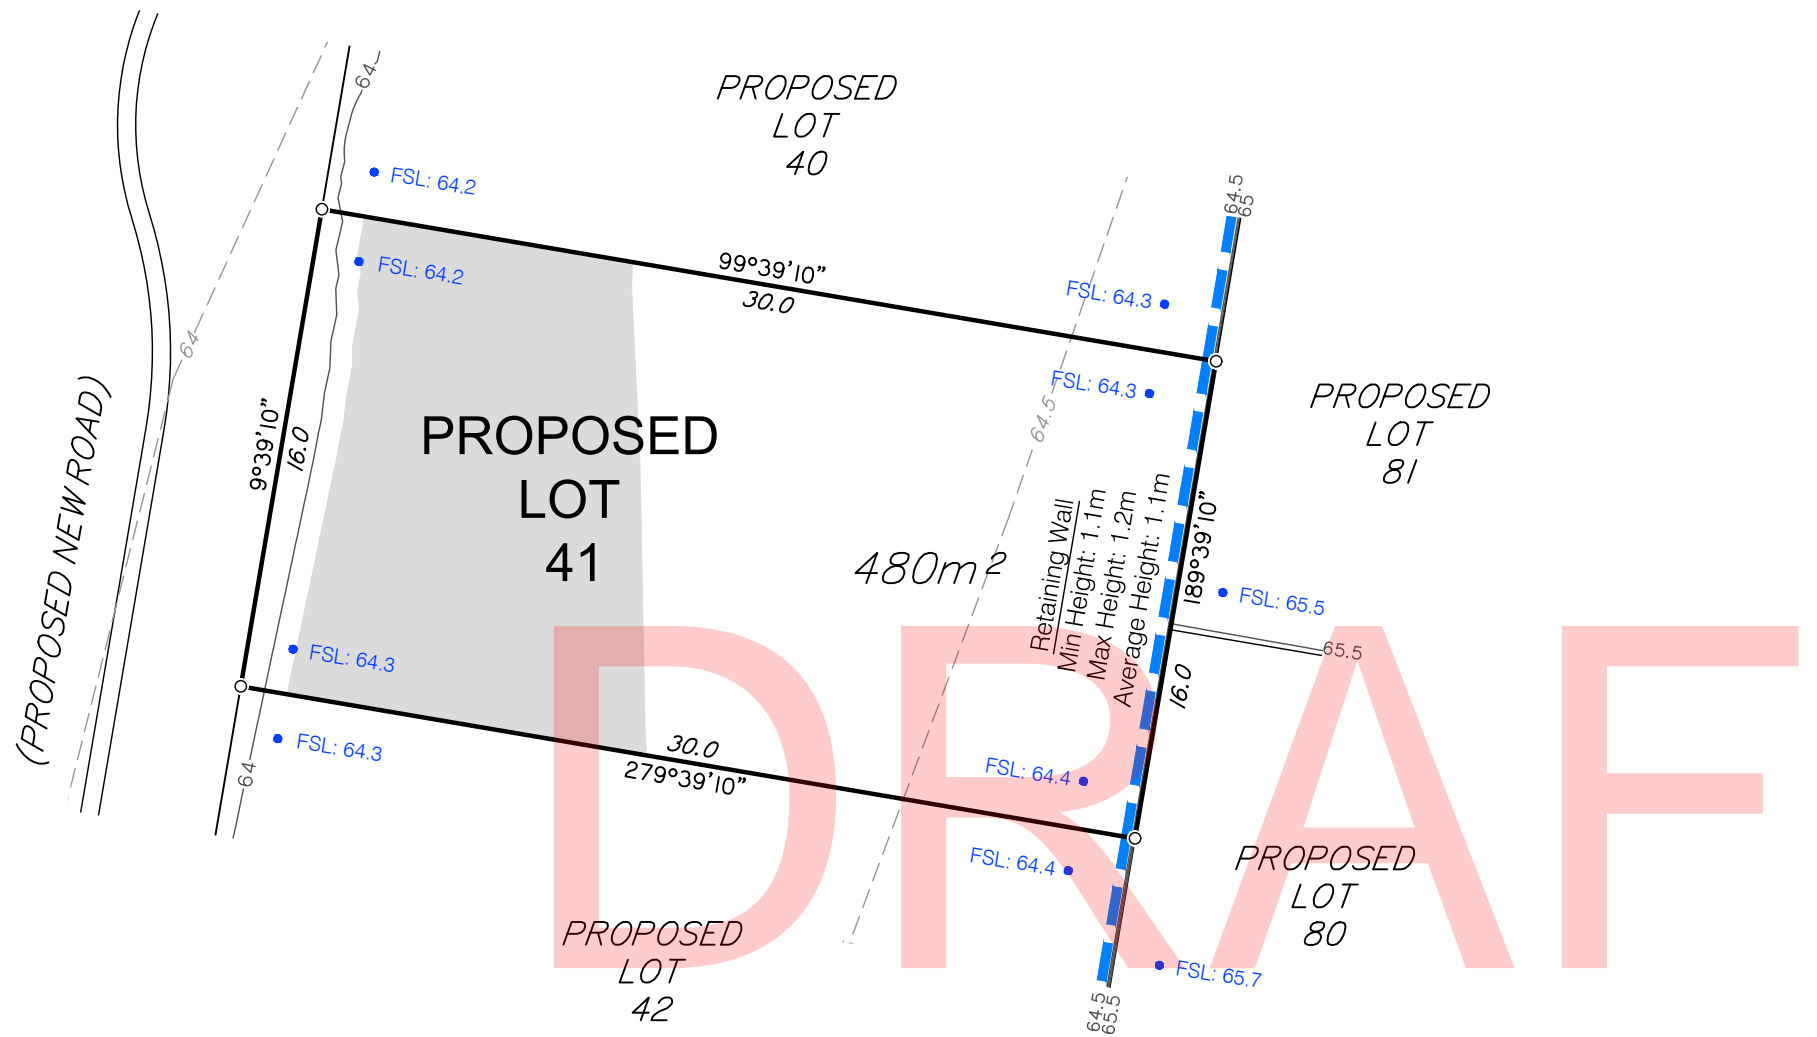 64
PROPOSED
LOT
40
FSL: 64.2
64.5
65
FSL: 64.2
99°39'10"
30.0
FSL: 64.3
64
FSL: 64.3
PROPOSED
LOT
81
(PROPOSED NEW ROAD)
9°39'10"
16.0
PROPOSED
LOT
41
64.5
480m²
Retaining Wall
Min Height: 1.1m
Max Height: 1.2m
Average Height: 1.1m
189°39'10"
16.0
FSL: 65.5
65.5
FSL: 64.3
FSL: 64.3
64
30.0
279°39'10"
FSL: 64.4
FSL: 64.4
PROPOSED
LOT
80
FSL: 65.7
PROPOSED
LOT
42
64.5
65.5
DRAF